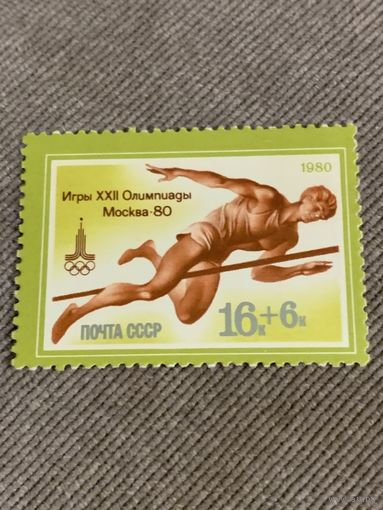 1980
Игры XXII Олимпиады
Москва-80
ПОЧТА СССР
16к+6к